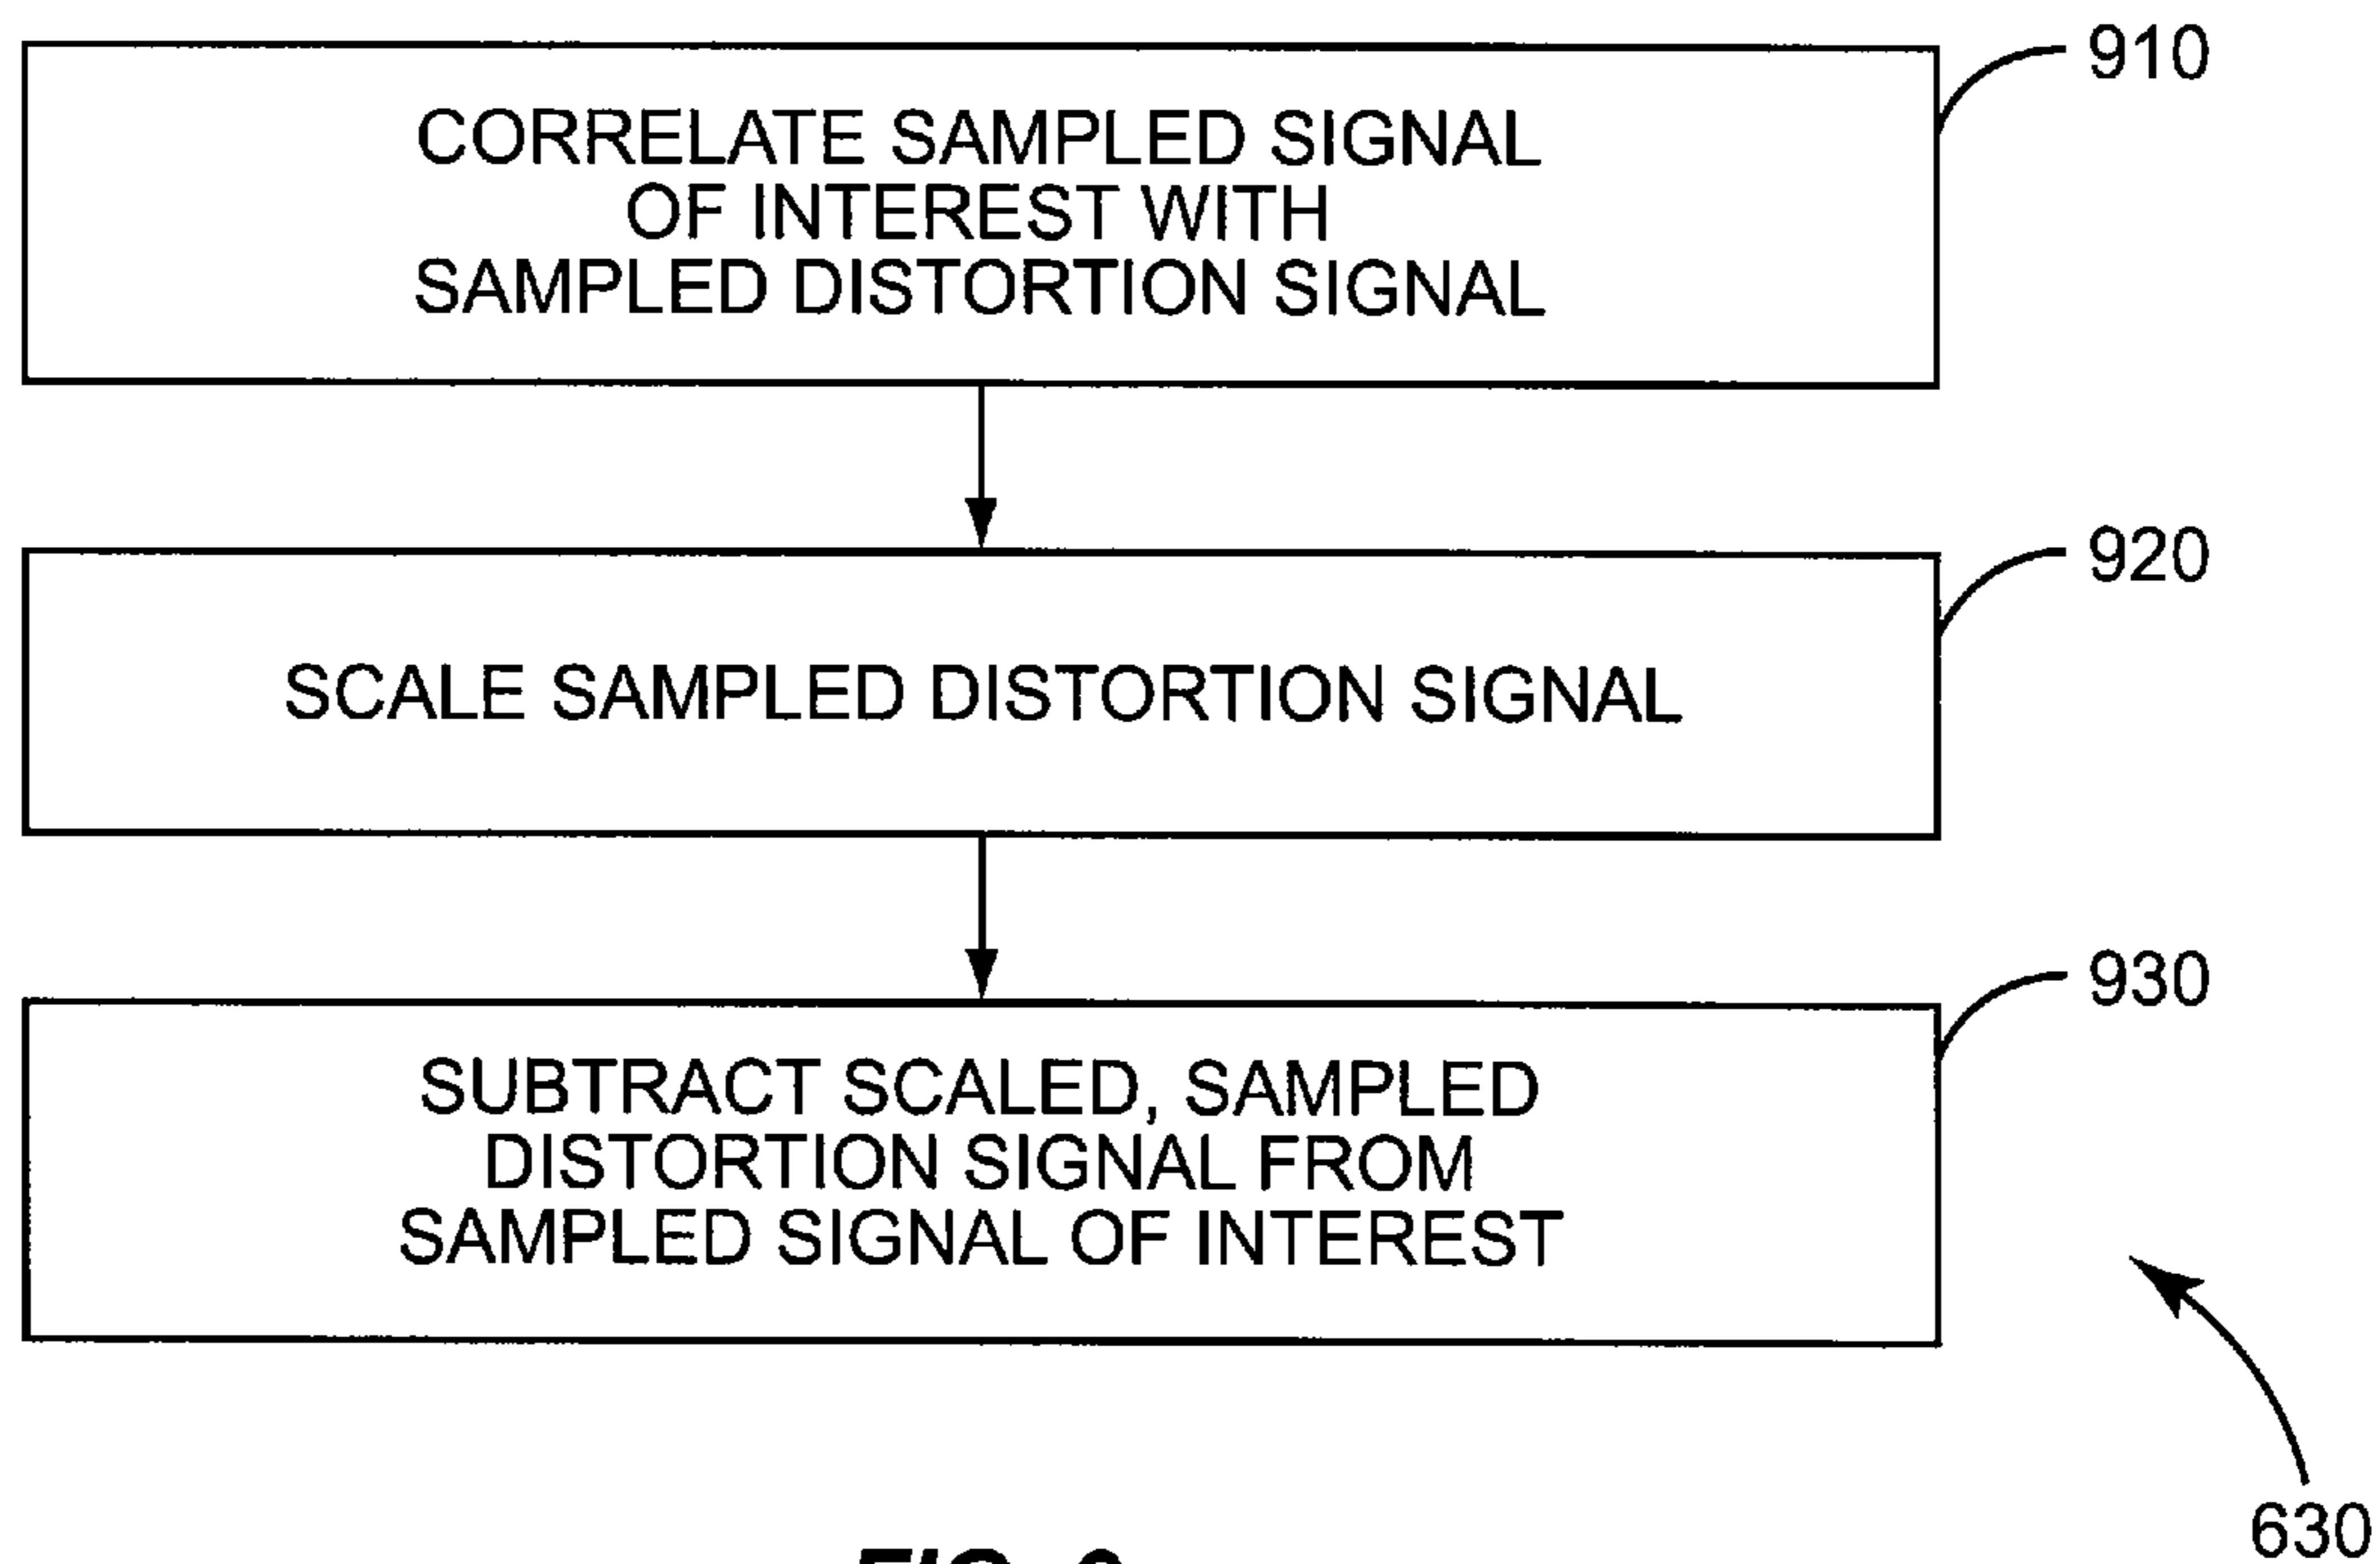 910
CORRELATE SAMPLED SIGNAL
OF INTEREST WITH
SAMPLED DISTORTION SIGNAL
920
SCALE SAMPLED DISTORTION SIGNAL
930
SUBTRACT SCALED, SAMPLED
DISTORTION SIGNAL FROM
SAMPLED SIGNAL OF INTEREST
630